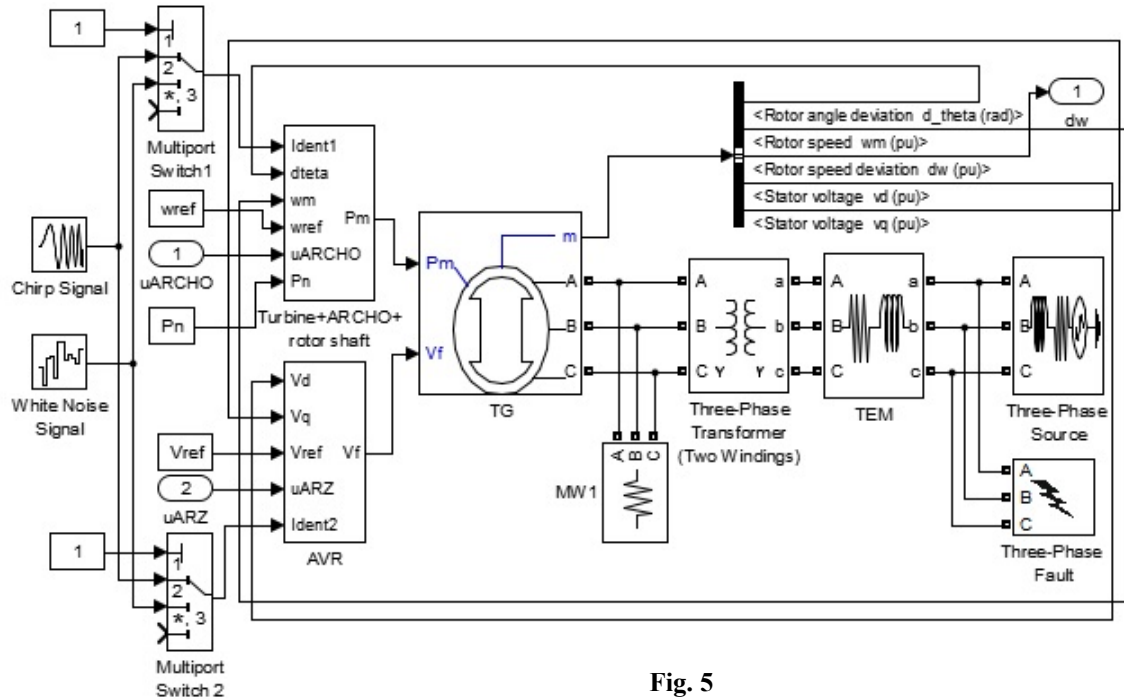 1
1
2
*, 3
Multiport
Switch1
Ident1
dteta
wm
wref
uARCHO
Pn
Pm
Turbine+ARCHO+
rotor shaft
wref
1
uARCHO
Pn
Chirp Signal
White Noise
Signal
Vref
2
uARZ
1
1
2
*, 3
Multiport
Switch 2
Vd
Vq
Vref
uARZ
Ident2
Vf
AVR
Pm
Vf
m
A
B
C
TG
<Rotor angle deviation d_theta (rad)>
<Rotor speed wm (pu)>
<Rotor speed deviation dw (pu)>
<Stator voltage vd (pu)>
<Stator voltage vq (pu)>
1
dw
A
B
C
MW1
A
B
C
Y
Y
a
b
c
Three-Phase
Transformer
(Two Windings)
A
B
C
a
b
c
TEM
A
B
C
Three-Phase
Source
A
B
C
Three-Phase
Fault
Fig. 5